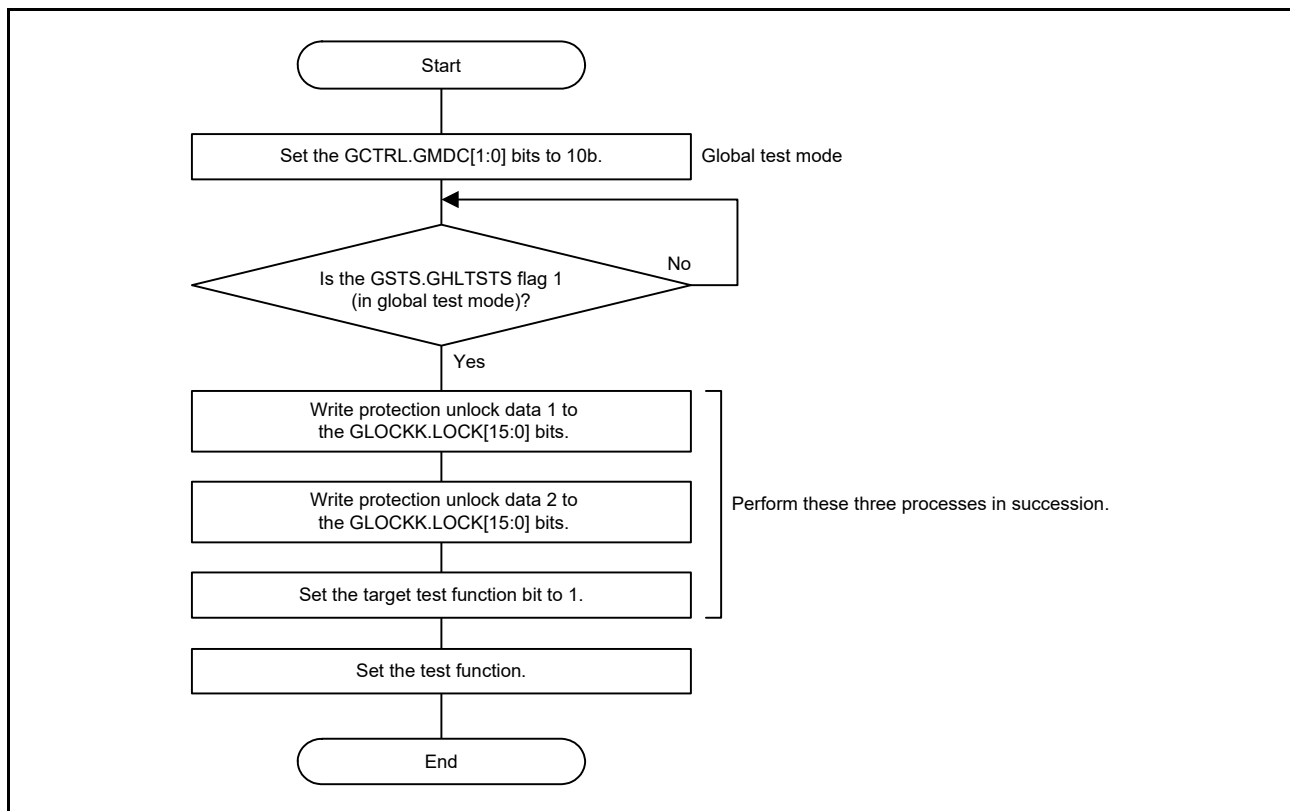 Start
Set the GCTRL.GMDC[1:0] bits to 10b.
Global test mode
Is the GSTS.GHLTSTS flag 1
(in global test mode)?
No
Yes
Write protection unlock data 1 to
the GLOCKK.LOCK[15:0] bits.
Write protection unlock data 2 to
the GLOCKK.LOCK[15:0] bits.
Perform these three processes in succession.
Set the target test function bit to 1.
Set the test function.
End